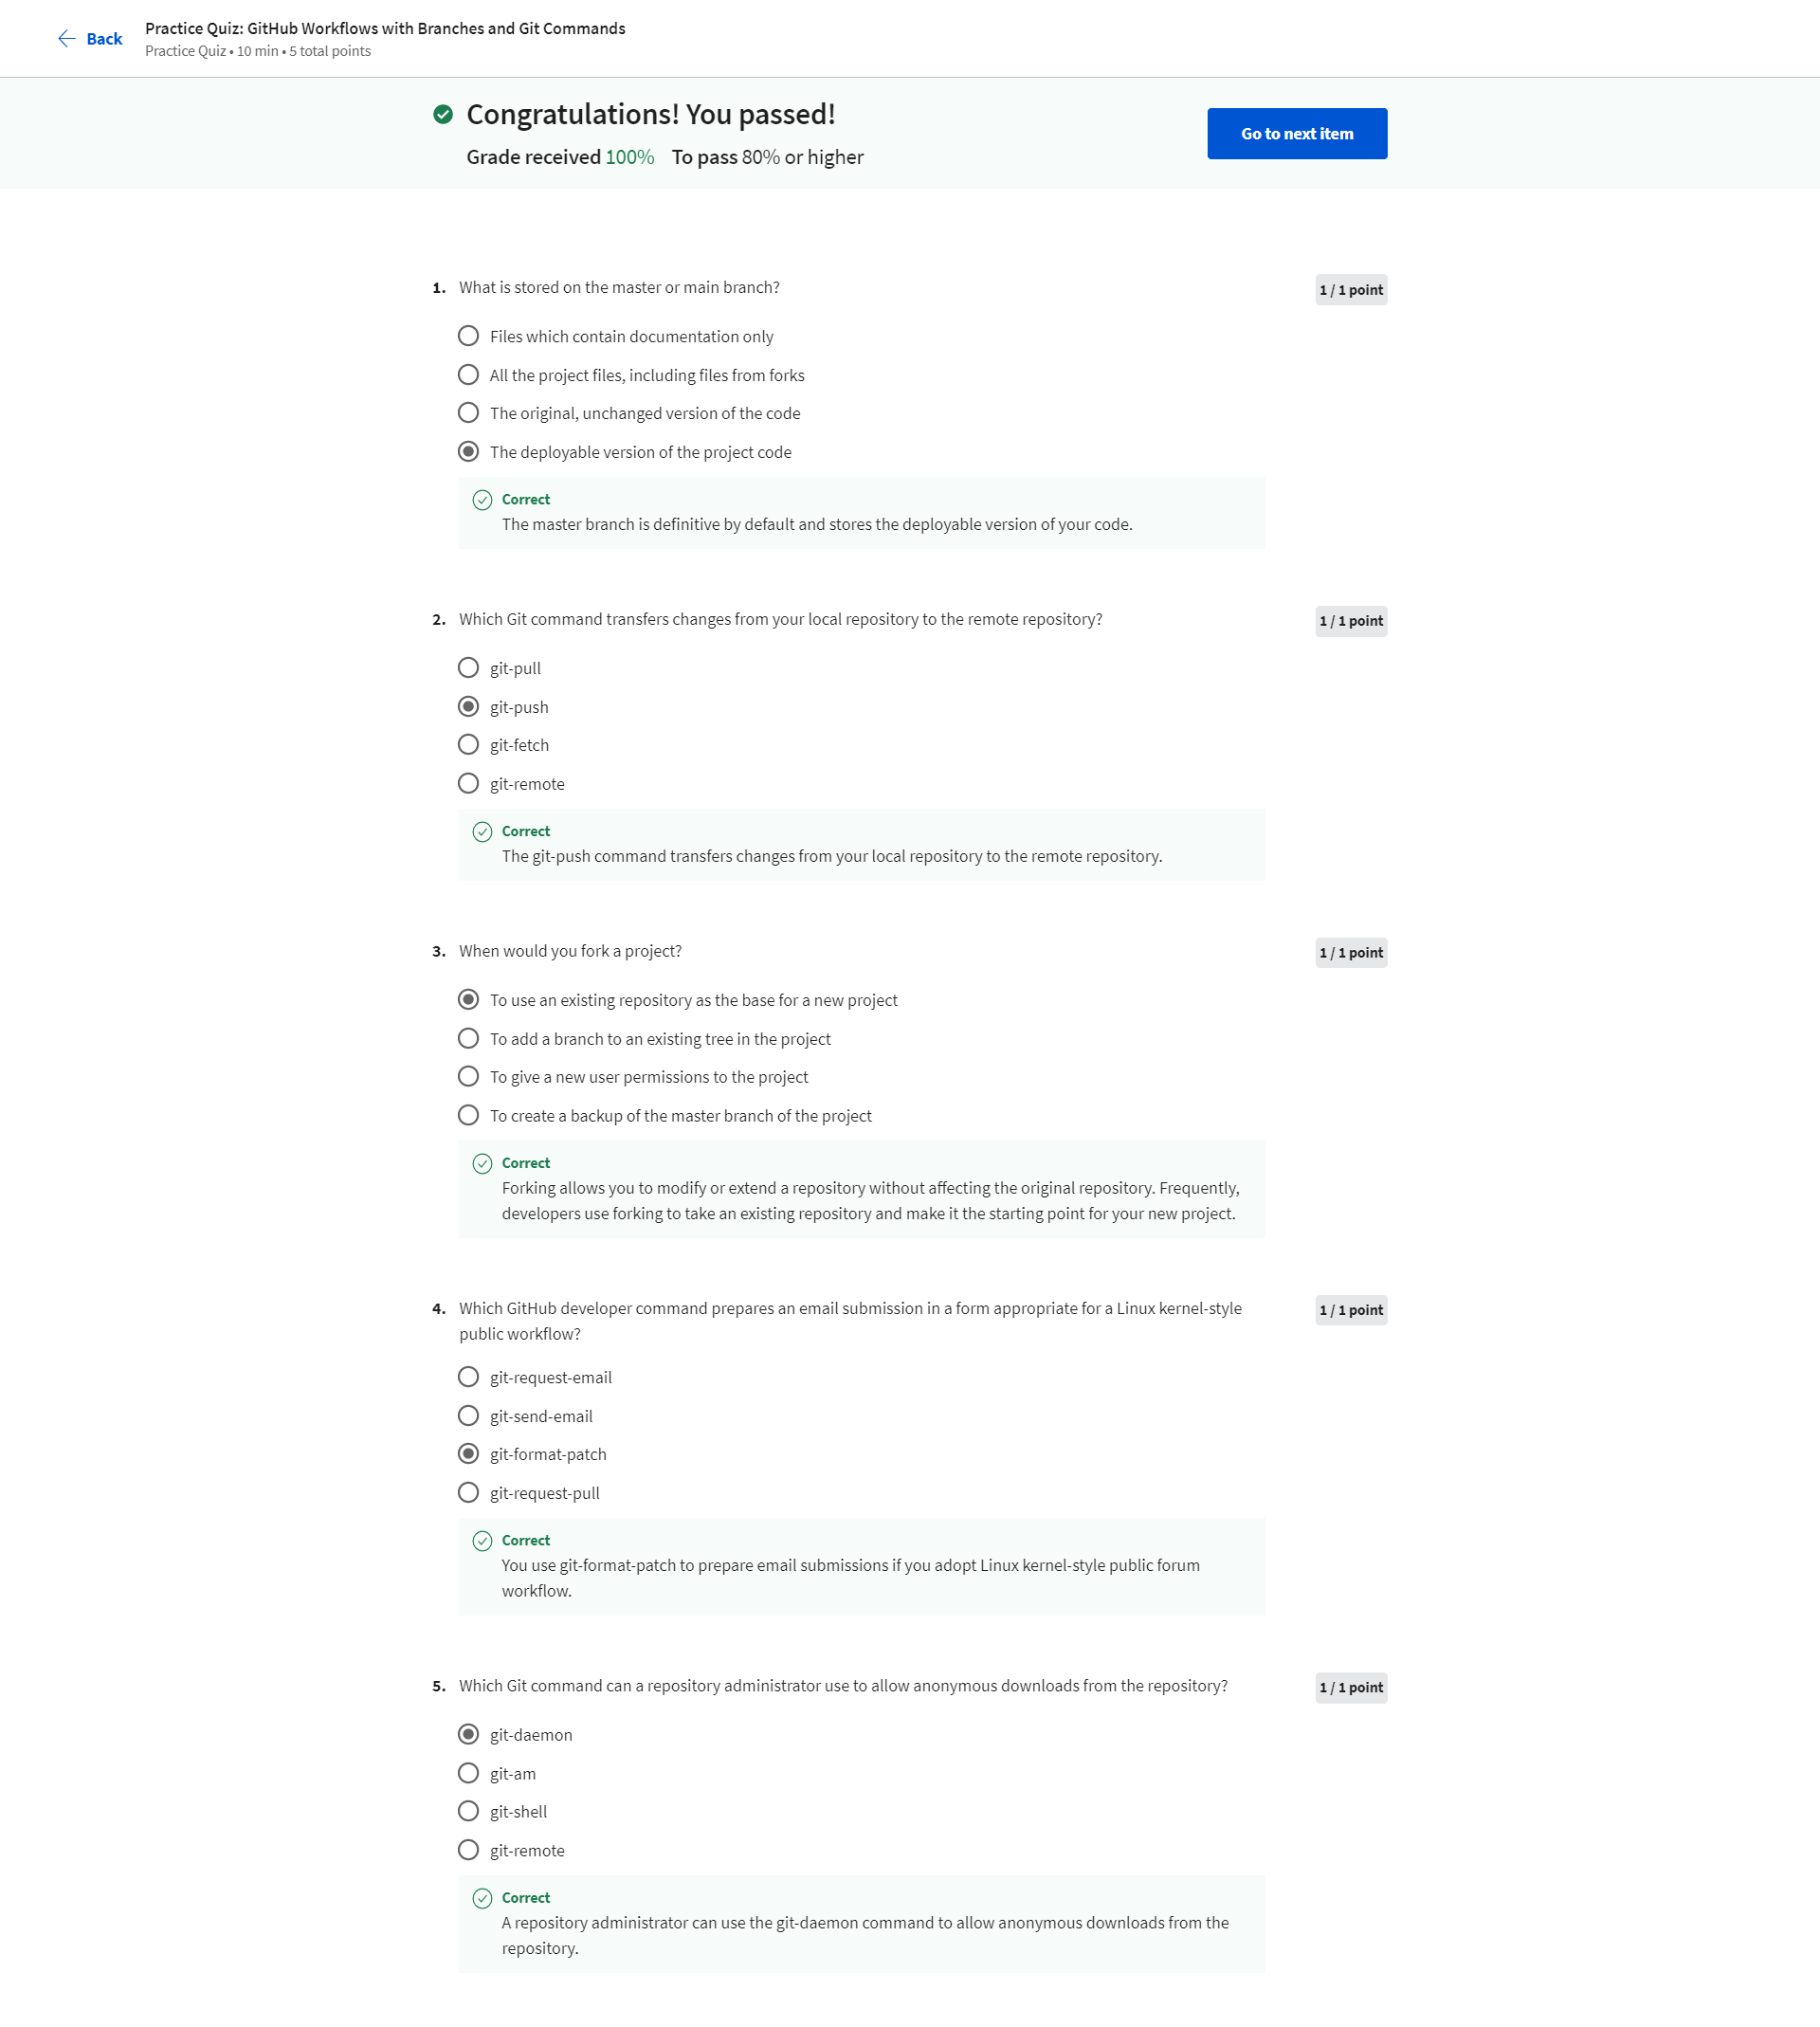 Back
Practice Quiz: GitHub Workflows with Branches and Git Commands
Practice Quiz • 10 min • 5 total points
Congratulations! You passed!
Grade received 100% To pass 80% or higher
Go to next item
1. What is stored on the master or main branch?
1 / 1 point
Files which contain documentation only
All the project files, including files from forks
The original, unchanged version of the code
The deployable version of the project code
Correct
The master branch is definitive by default and stores the deployable version of your code.
2. Which Git command transfers changes from your local repository to the remote repository?
1 / 1 point
git-pull
git-push
git-fetch
git-remote
Correct
The git-push command transfers changes from your local repository to the remote repository.
3. When would you fork a project?
1 / 1 point
To use an existing repository as the base for a new project
To add a branch to an existing tree in the project
To give a new user permissions to the project
To create a backup of the master branch of the project
Correct
Forking allows you to modify or extend a repository without affecting the original repository. Frequently,
developers use forking to take an existing repository and make it the starting point for your new project.
4. Which GitHub developer command prepares an email submission in a form appropriate for a Linux kernel-style
public workflow?
1 / 1 point
git-request-email
git-send-email
git-format-patch
git-request-pull
Correct
You use git-format-patch to prepare email submissions if you adopt Linux kernel-style public forum
workflow.
5. Which Git command can a repository administrator use to allow anonymous downloads from the repository?
1 / 1 point
git-daemon
git-am
git-shell
git-remote
Correct
A repository administrator can use the git-daemon command to allow anonymous downloads from the
repository.